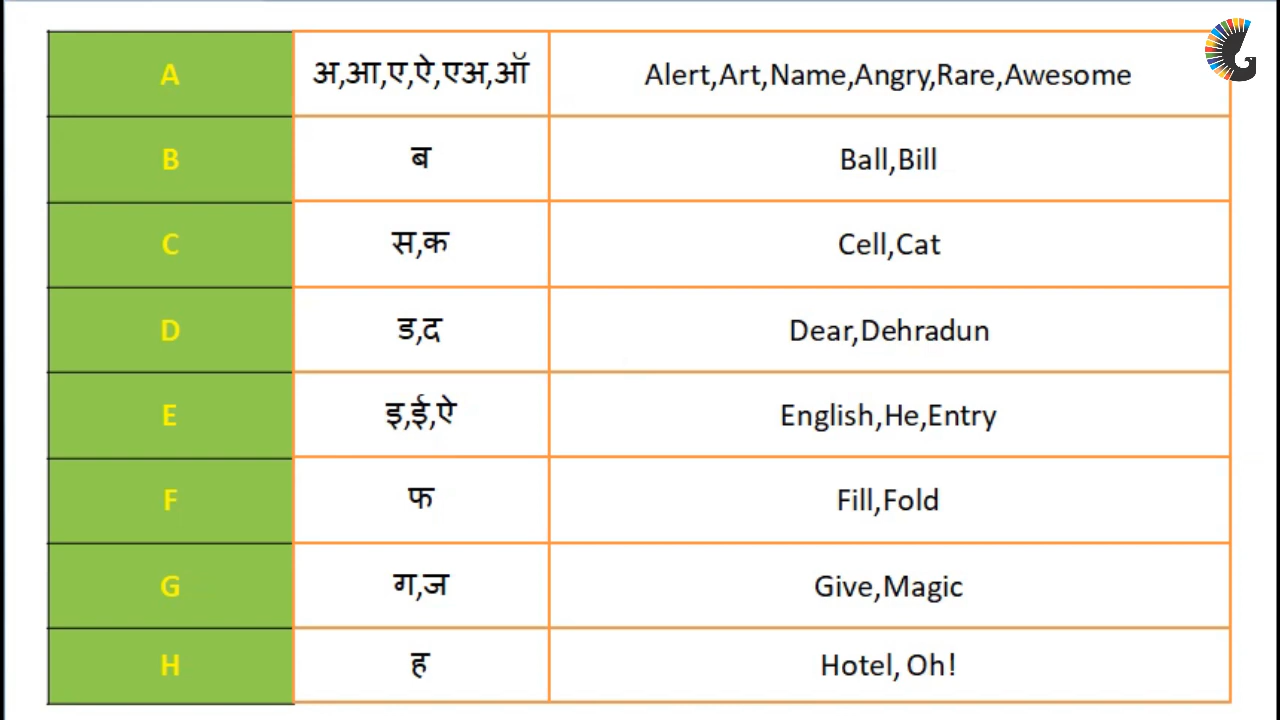 A अ,आ,ए,ऐ,एअ,ऑ Alert,Art,Name,Angry,Rare,Awesome
B ब Ball,Bill
C स,क Cell,Cat
D ड,द Dear,Dehradun
E इ,ई,ऐ English,He,Entry
F फ Fill,Fold
G ग,ज Give,Magic
H ह Hotel, Oh!